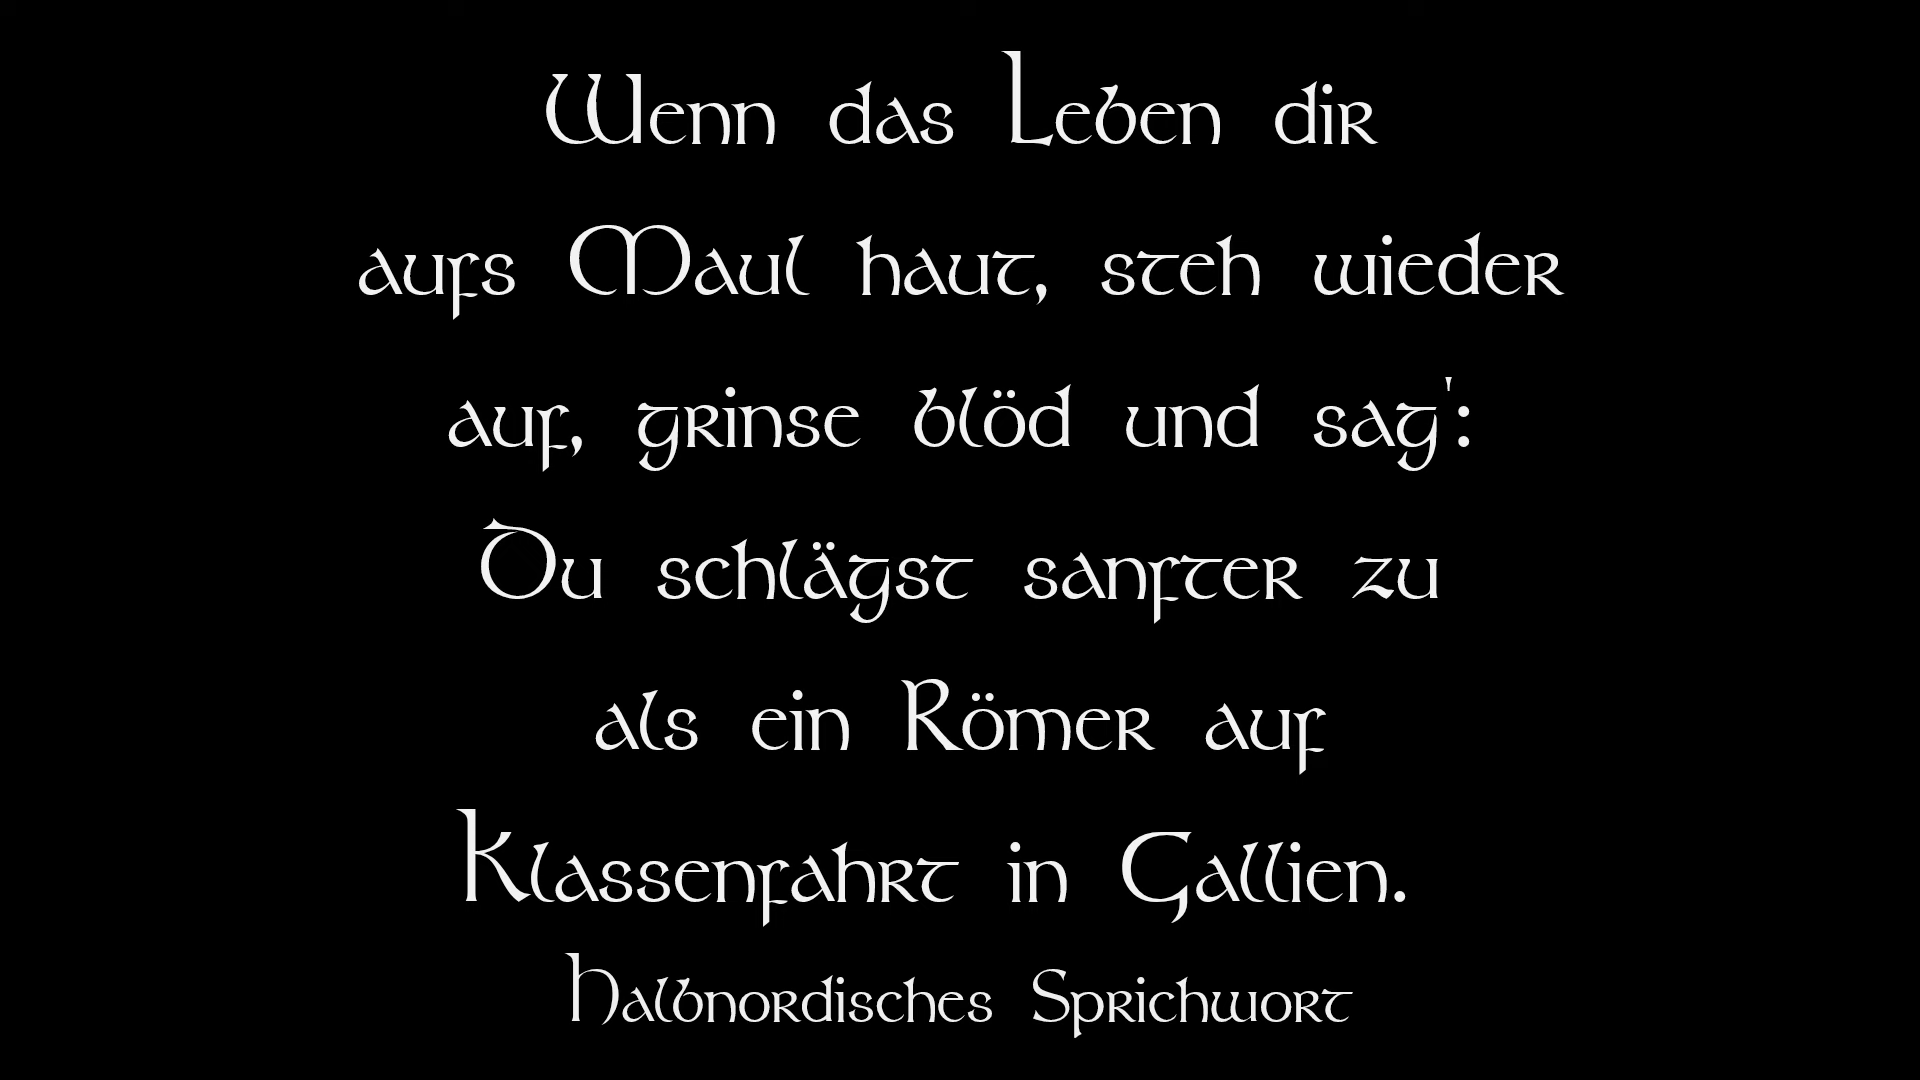 Wenn das Leben dir
aufs Maul haut, steh wieder
auf, grinse blöd und sag':
Du schlägst sanfter zu
als ein Römer auf
Klassenfahrt in Gallien.
Halbnordisches Sprichwort